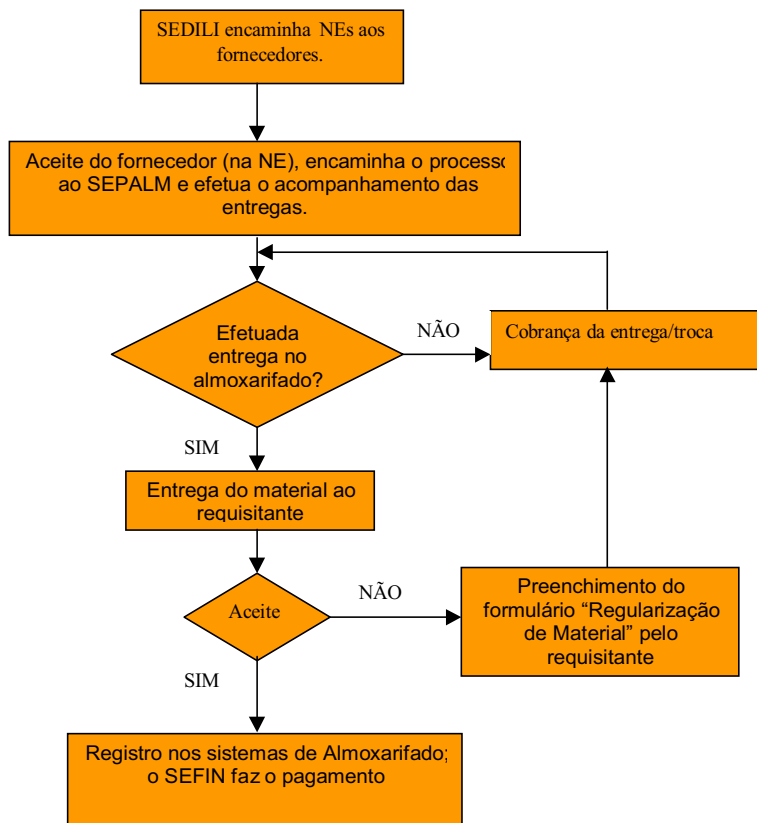 SEDILI encaminha NEs aos
fornecedores.
Aceite do fornecedor (na NE), encaminha o processo
ao SEPALM e efetua o acompanhamento das
entregas.
Efetuada
entrega no
almoxarifado?
NÃO
Cobrança da entrega/troca
SIM
Entrega do material ao
requisitante
Aceite
NÃO
Preenchimento do
formulário “Regularização
de Material” pelo
requisitante
SIM
Registro nos sistemas de Almoxarifado;
o SEFIN faz o pagamento